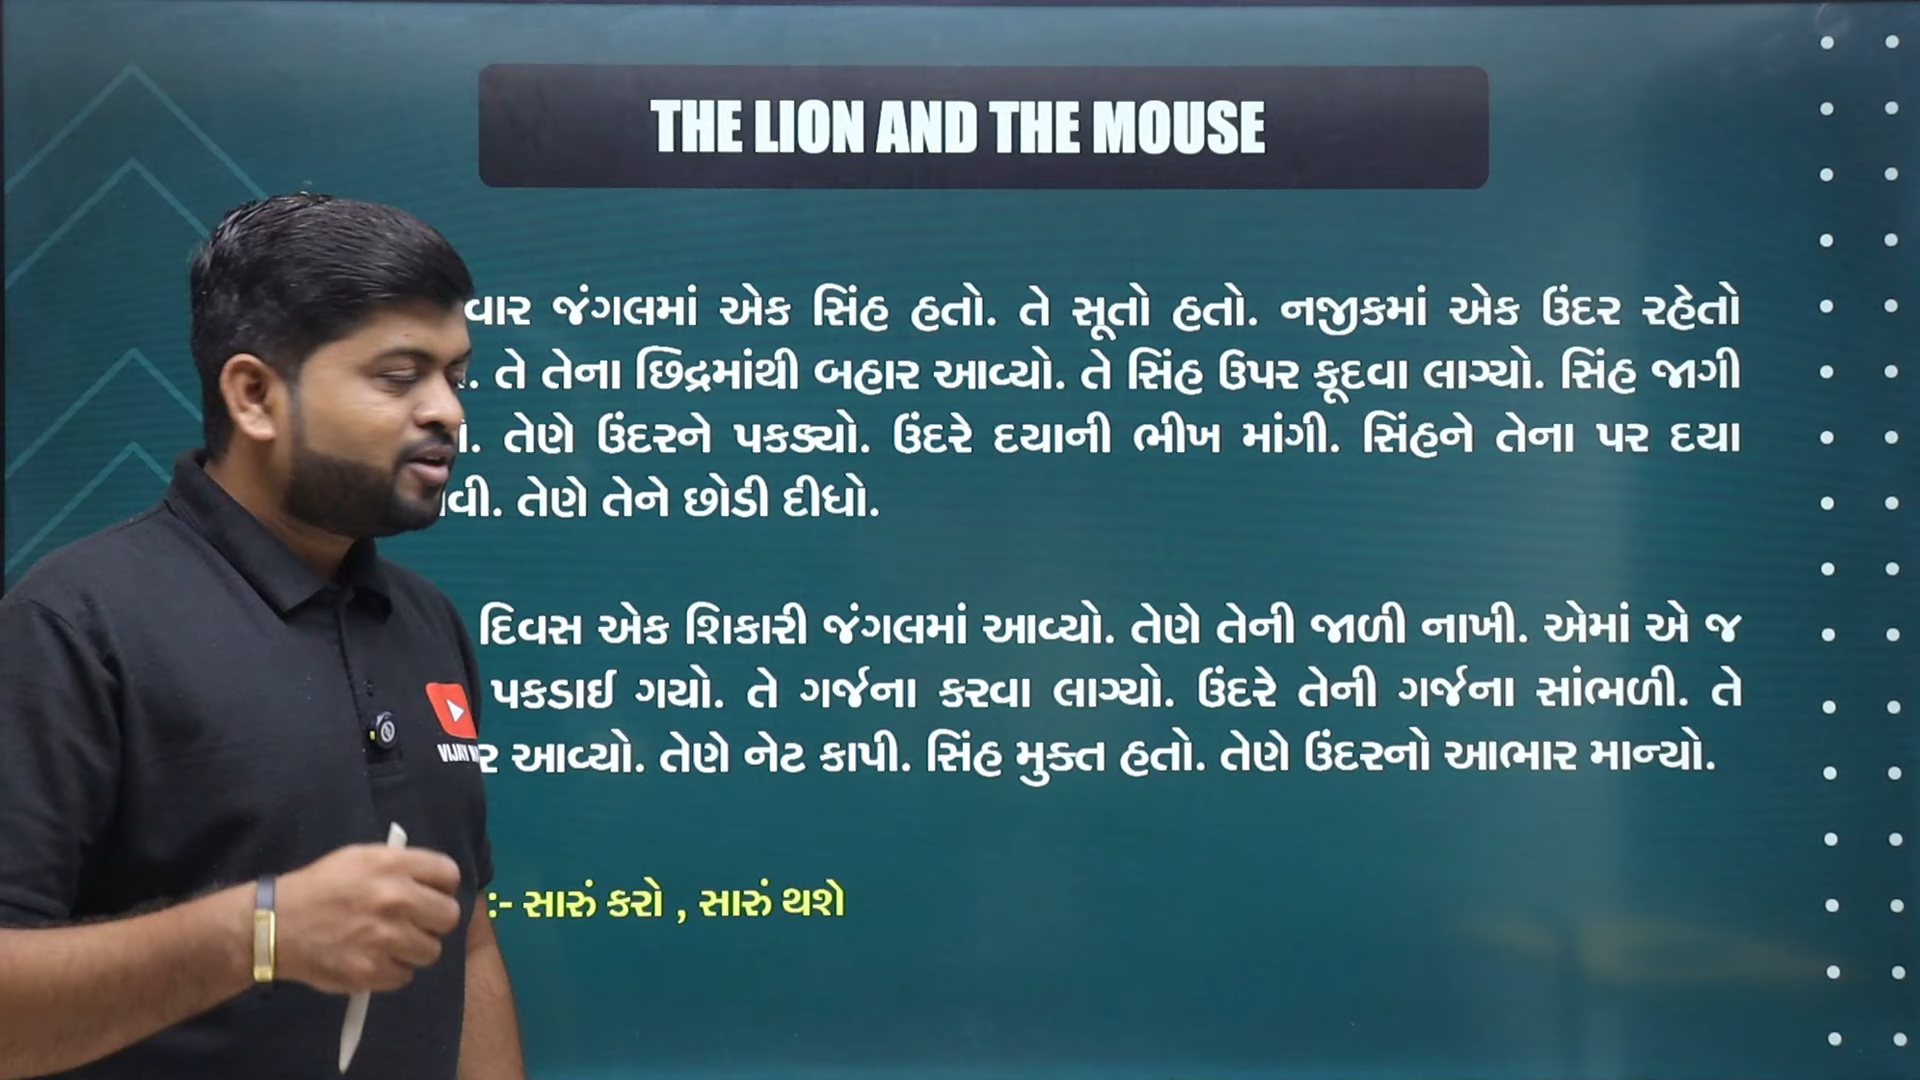 THE LION AND THE MOUSE
વાર જંગલમાં એક સિંહ હતો. તે સૂતો હતો. નજીકમાં એક ઉંદર રહેતો
તે તેના છિદ્રમાંથી બહાર આવ્યો. તે સિંહ ઉપર કૂદવા લાગ્યો. સિંહ જાગી
તેણે ઉંદરને પકડ્યો. ઉંદરે દયાની ભીખ માંગી. સિંહને તેના પર દયા
તેણે તેને છોડી દીધો.
દિવસ એક શિકારી જંગલમાં આવ્યો. તેણે તેની જાળી નાખી. એમાં એ જ
પકડાઈ ગયો. તે ગર્જના કરવા લાગ્યો. ઉંદરે તેની ગર્જના સાંભળી. તે
આવ્યો. તેણે નેટ કાપી. સિંહ મુક્ત હતો. તેણે ઉંદરનો આભાર માન્યો.
:- સારું કરો , સારું થશે
VIJAY